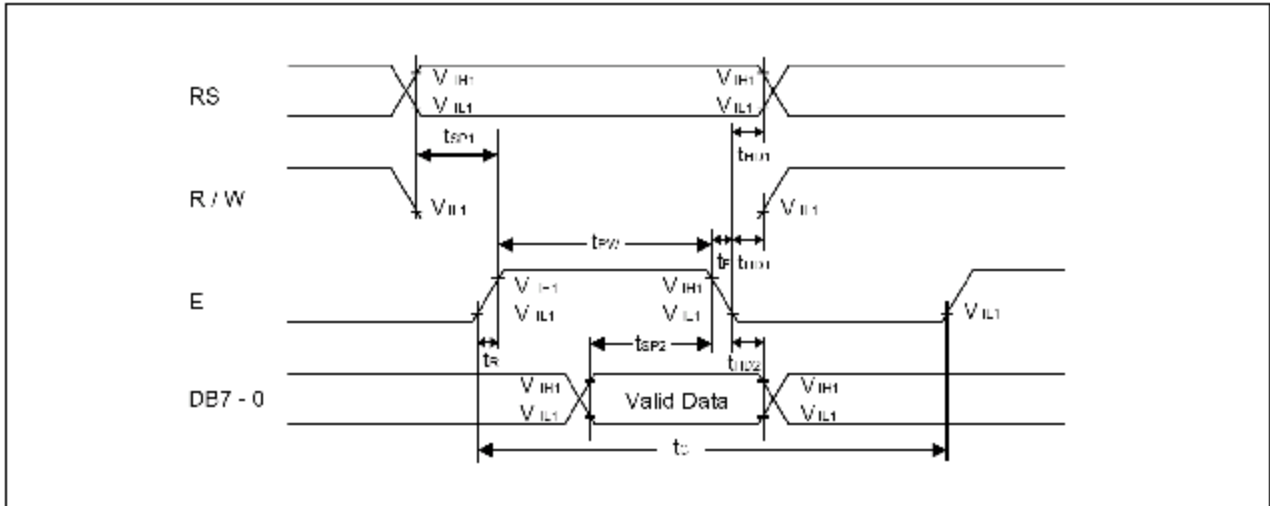 RS
VIH1 VIH1
VIL1 VIL1
tSP1 tHD1
R / W
VIL1 VIL1
tPW tF tHD1
E
VIH1 VIH1
VIL1 VIL1 VIL1
tR tSP2 tHD2
DB7 - 0
VIH1 Valid Data VIH1
VIL1 VIL1
tC